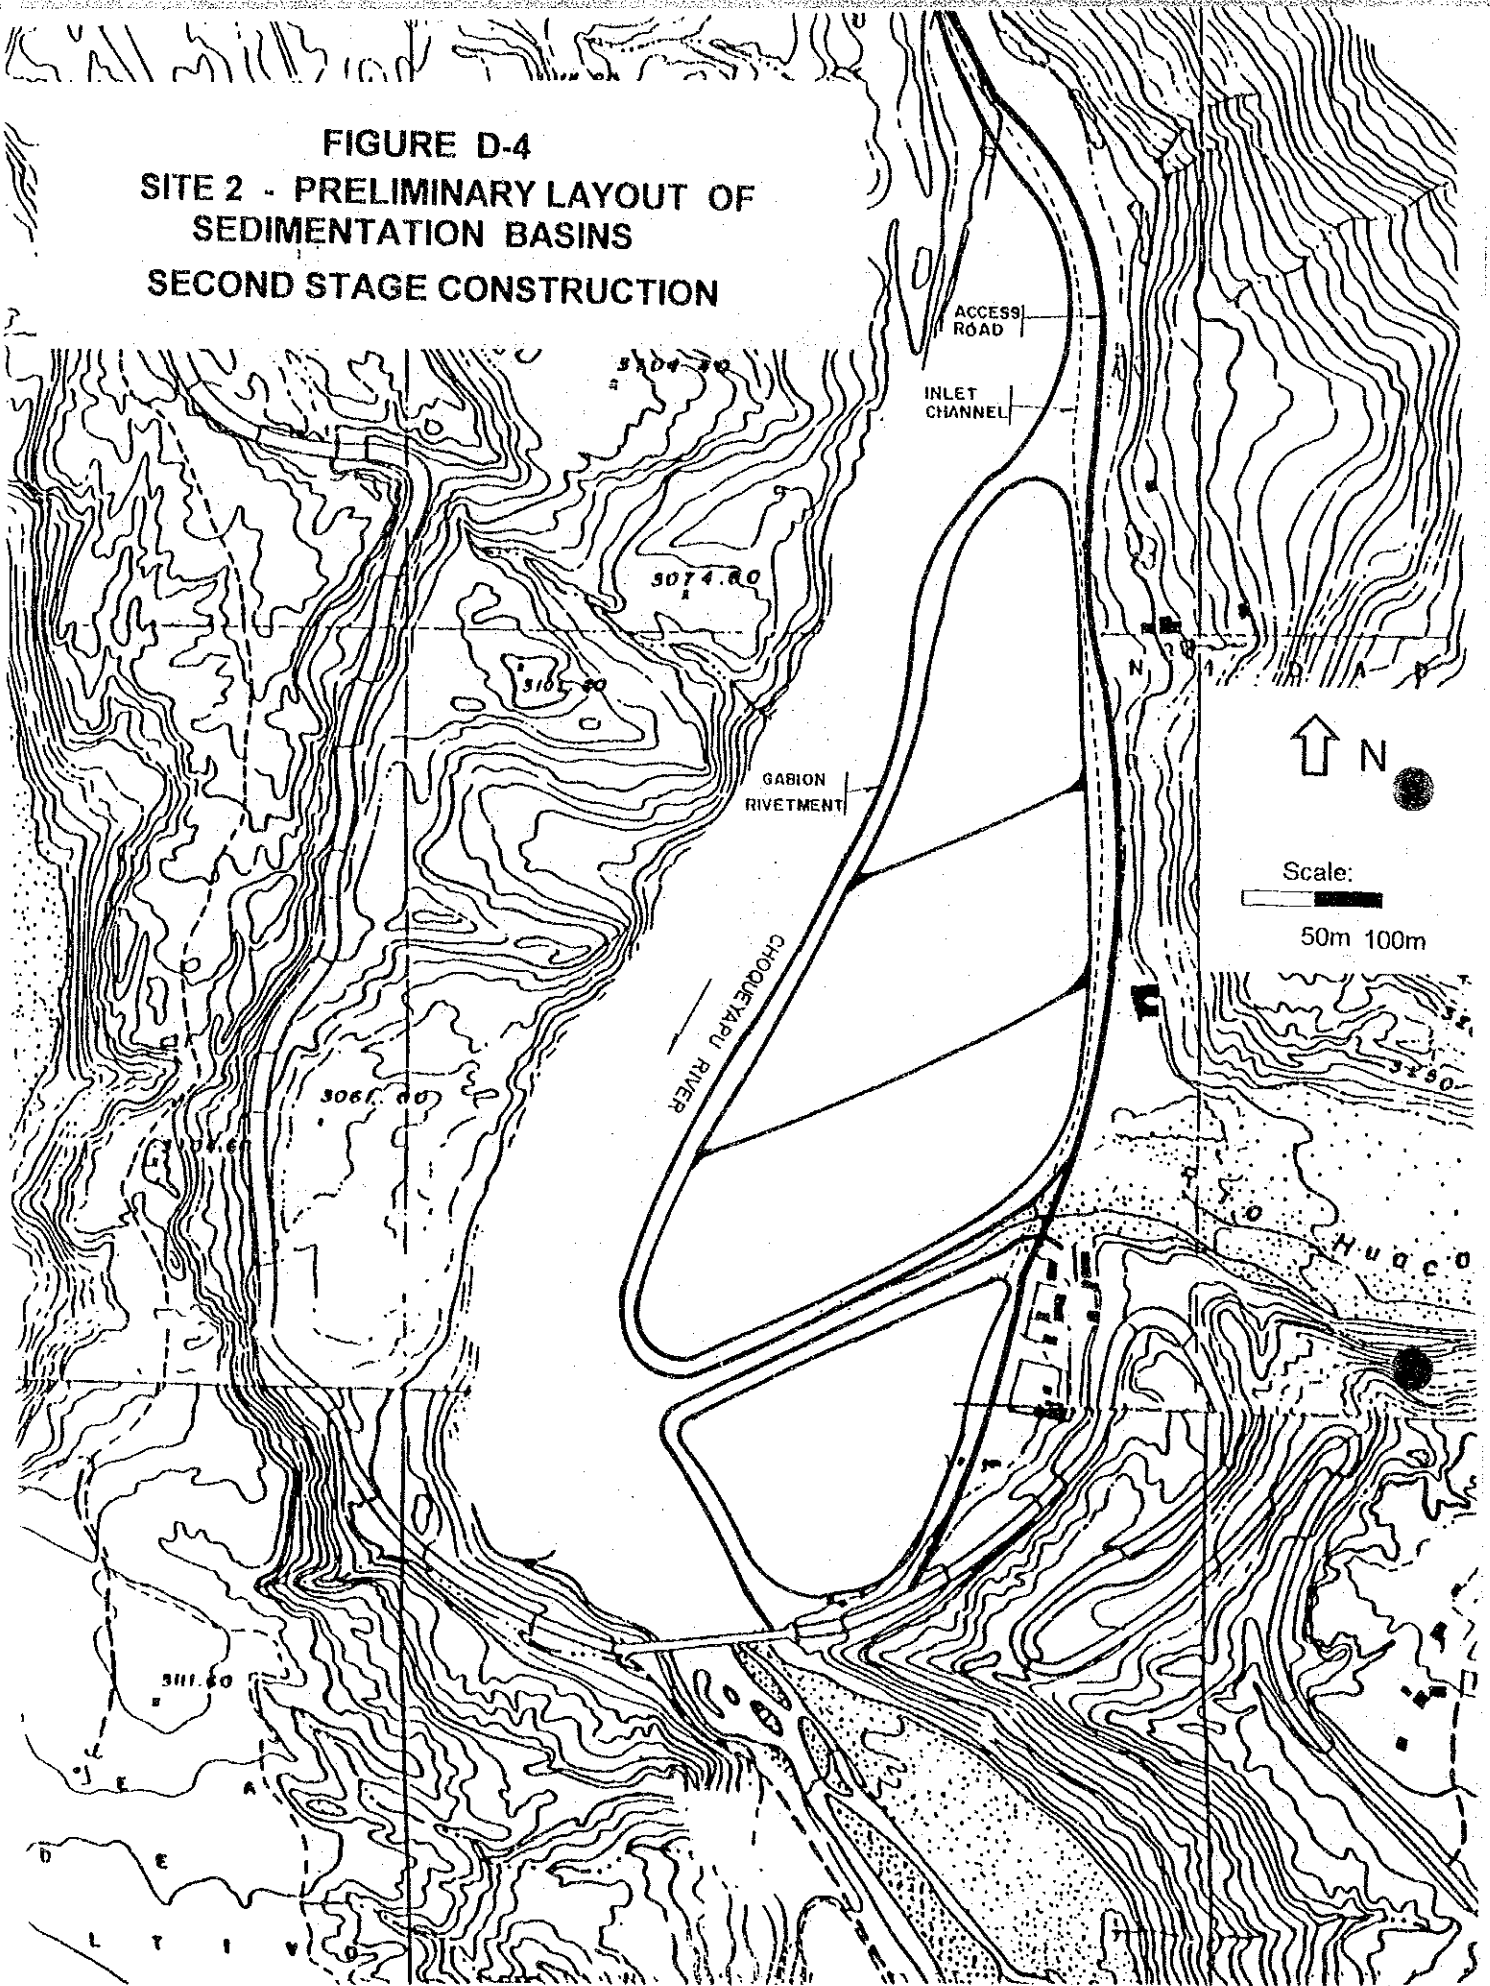 FIGURE D-4
SITE 2 - PRELIMINARY LAYOUT OF
SEDIMENTATION BASINS
SECOND STAGE CONSTRUCTION
ACCESS
ROAD
INLET
CHANNEL
3074.60
N
D A D
GABION
RIVETMENT
N
Scale:
50m 100m
CHOQUEYAPU RIVER
3061.60
Huaco
3111.60
E A
D E
L T I V O